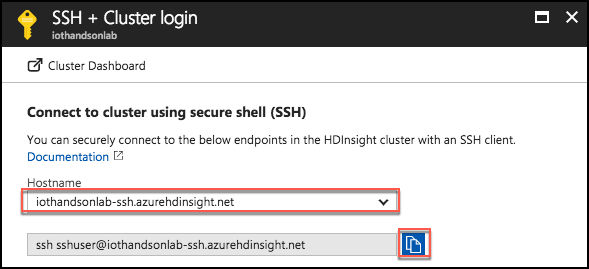 SSH + Cluster login
iothandsonlab
Cluster Dashboard
Connect to cluster using secure shell (SSH)
You can securely connect to the below endpoints in the HDInsight cluster with an SSH client.
Documentation
Hostname
iothandsonlab-ssh.azurehdinsight.net
ssh sshuser@iothandsonlab-ssh.azurehdinsight.net